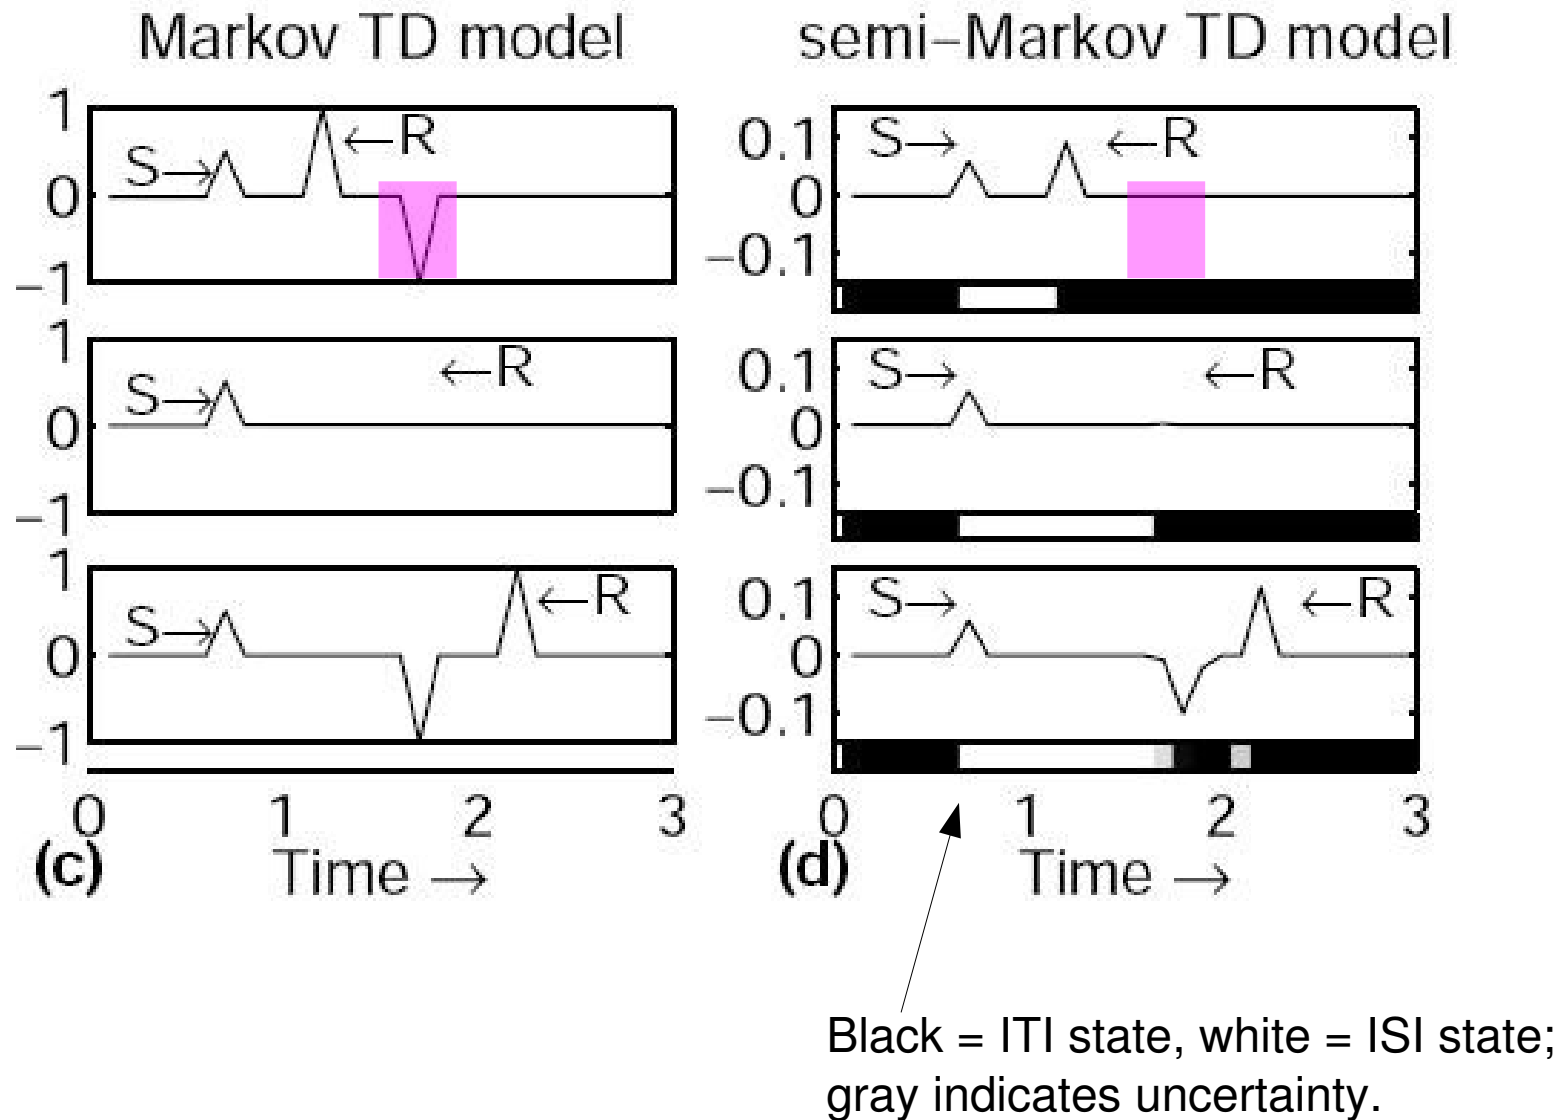 Markov TD model
semi−Markov TD model
1
0
−1
S→
←R
0.1
0
−0.1
S→
←R
1
0
−1
S→
←R
0.1
0
−0.1
S→
←R
1
0
−1
S→
←R
0.1
0
−0.1
S→
←R
0 1 2 3
(c) Time →
0 1 2 3
(d) Time →
Black = ITI state, white = ISI state;
gray indicates uncertainty.